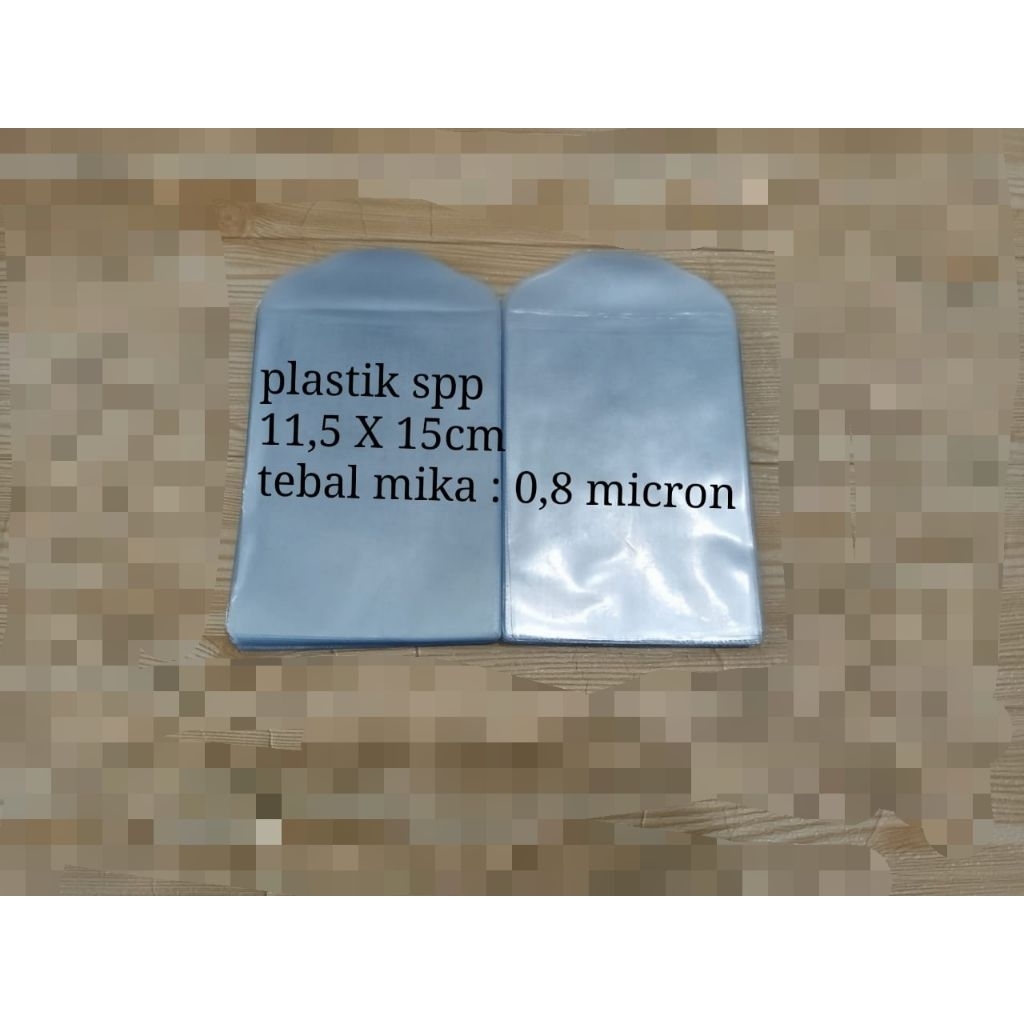 plastik spp
11,5 X 15cm
tebal mika : 0,8 micron